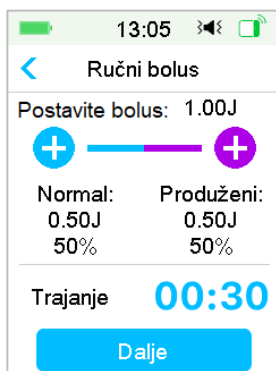 13:05
Ručni bolus
Postavite bolus: 1.00J
Normal: Produženi:
0.50J 0.50J
50% 50%
Trajanje 00:30
Dalje